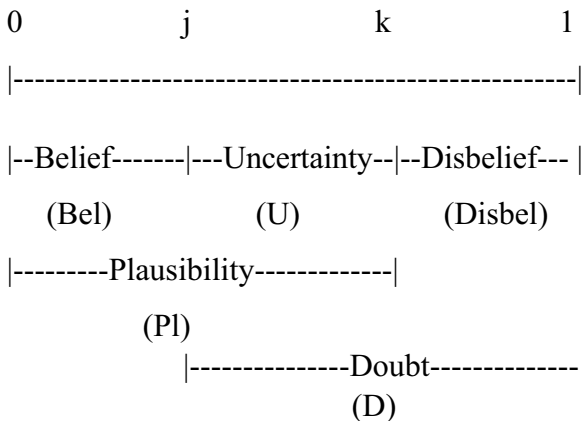 0 j k 1
|------------------------------------------------------|
|--Belief-------|---Uncertainty--|--Disbelief--- |
(Bel) (U) (Disbel)
|---------Plausibility-------------|
(Pl)
|---------------Doubt--------------
(D)